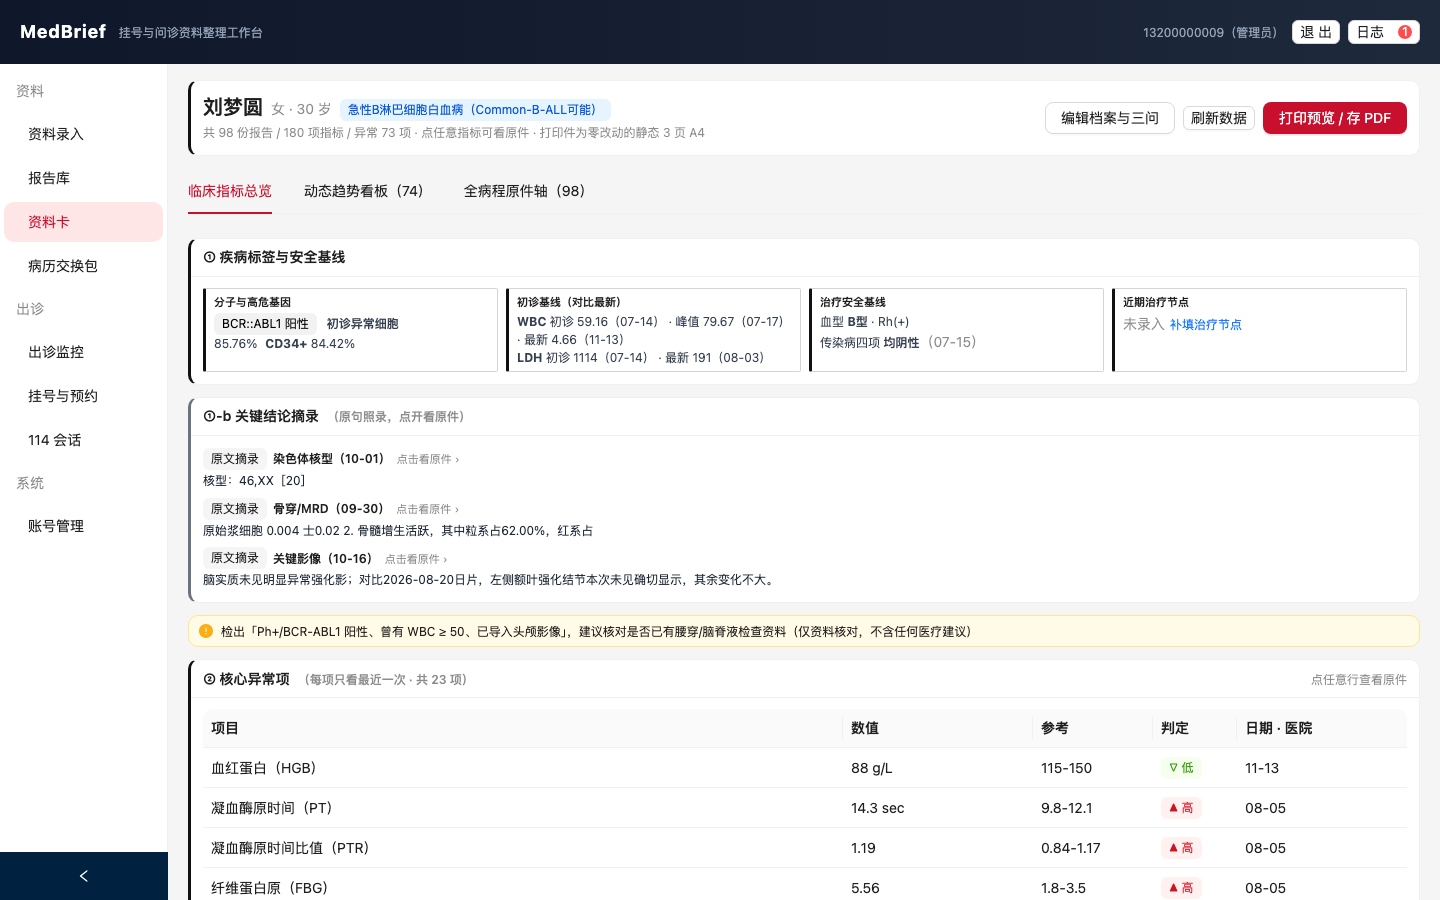 MedBrief 挂号与问诊资料整理工作台
13200000009（管理员） 退 出 日志 1
资料
资料录入
报告库
资料卡
病历交换包
出诊
出诊监控
挂号与预约
114 会话
系统
账号管理
刘梦圆 女 · 30 岁 急性B淋巴细胞白血病（Common-B-ALL可能）
共 98 份报告 / 180 项指标 / 异常 73 项 · 点任意指标可看原件 · 打印件为零改动的静态 3 页 A4
编辑档案与三问 刷新数据 打印预览 / 存 PDF
临床指标总览 动态趋势看板（74） 全病程原件轴（98）
① 疾病标签与安全基线
分子与高危基因
BCR::ABL1 阳性 初诊异常细胞
85.76% CD34+ 84.42%
初诊基线（对比最新）
WBC 初诊 59.16（07-14） · 峰值 79.67（07-17）
· 最新 4.66（11-13）
LDH 初诊 1114（07-14） · 最新 191（08-03）
治疗安全基线
血型 B型 · Rh(+)
传染病四项 均阴性 （07-15）
近期治疗节点
未录入 补填治疗节点
①-b 关键结论摘录 （原句照录，点开看原件）
原文摘录 染色体核型（10-01） 点击看原件 ›
核型：46,XX［20］
原文摘录 骨穿/MRD（09-30） 点击看原件 ›
原始浆细胞 0.004 士0.02 2. 骨髓增生活跃，其中粒系占62.00%，红系占
原文摘录 关键影像（10-16） 点击看原件 ›
脑实质未见明显异常强化影；对比2026-08-20日片，左侧额叶强化结节本次未见确切显示，其余变化不大。
检出「Ph+/BCR-ABL1 阳性、曾有 WBC ≥ 50、已导入头颅影像」，建议核对是否已有腰穿/脑脊液检查资料（仅资料核对，不含任何医疗建议）
② 核心异常项 （每项只看最近一次 · 共 23 项） 点任意行查看原件
项目 数值 参考 判定 日期 · 医院
血红蛋白（HGB） 88 g/L 115-150 ▽ 低 11-13
凝血酶原时间（PT） 14.3 sec 9.8-12.1 ▲ 高 08-05
凝血酶原时间比值（PTR） 1.19 0.84-1.17 ▲ 高 08-05
纤维蛋白原（FBG） 5.56 1.8-3.5 ▲ 高 08-05